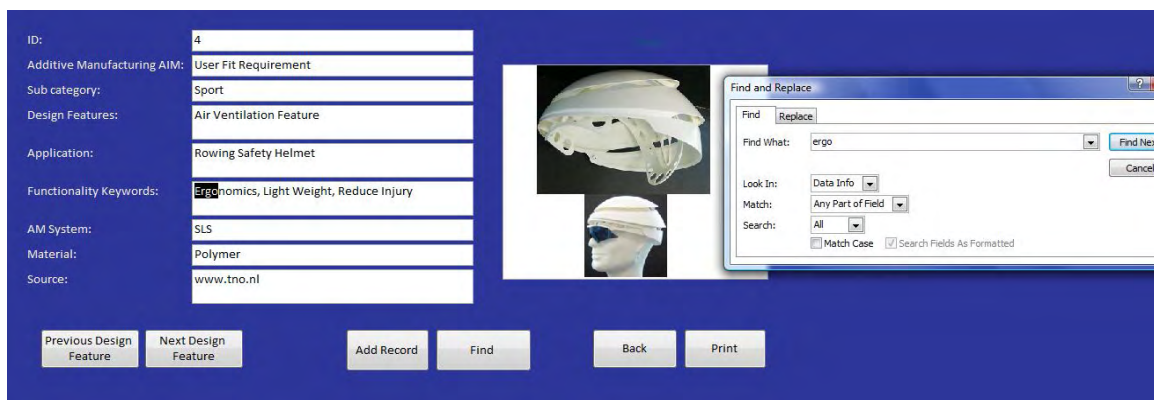 ID: 4
Additive Manufacturing AIM: User Fit Requirement
Sub category: Sport
Design Features: Air Ventilation Feature
Application: Rowing Safety Helmet
Functionality Keywords: Ergonomics, Light Weight, Reduce Injury
AM System: SLS
Material: Polymer
Source: www.tno.nl
Previous Design
Feature
Next Design
Feature
Add Record
Find
Back
Print
Find and Replace
?
Find Replace
Find What: ergo
Find Nex
Cancel
Look In: Data Info
Match: Any Part of Field
Search: All
Match Case Search Fields As Formatted